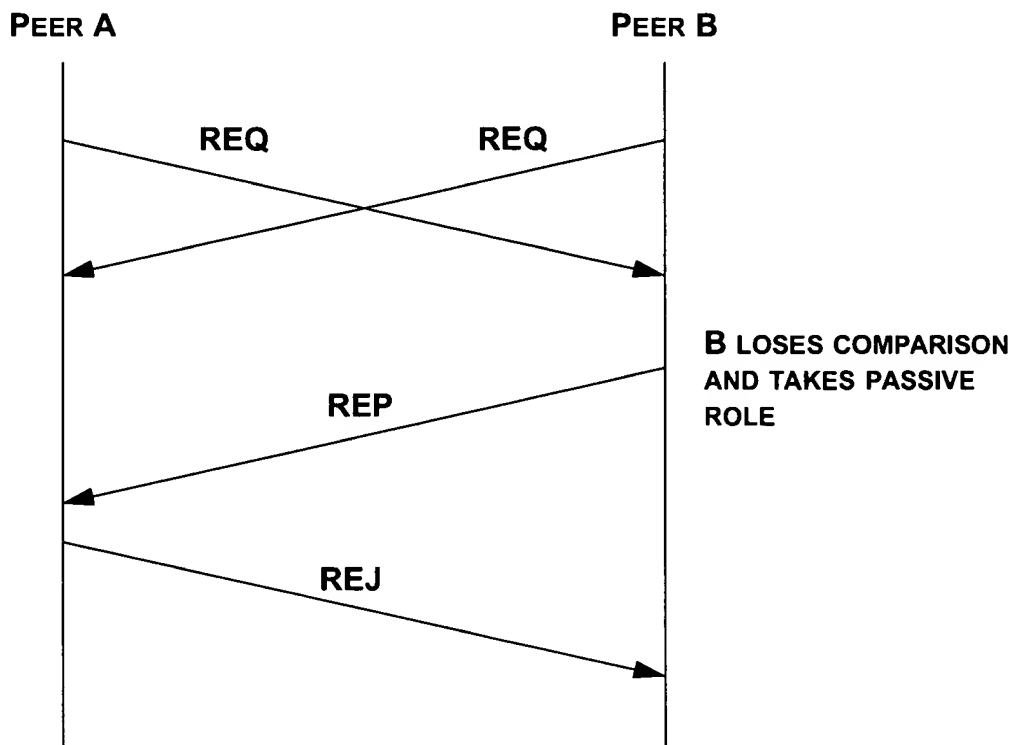 PEER A
PEER B
REQ
REQ
B LOSES COMPARISON
AND TAKES PASSIVE
ROLE
REP
REJ